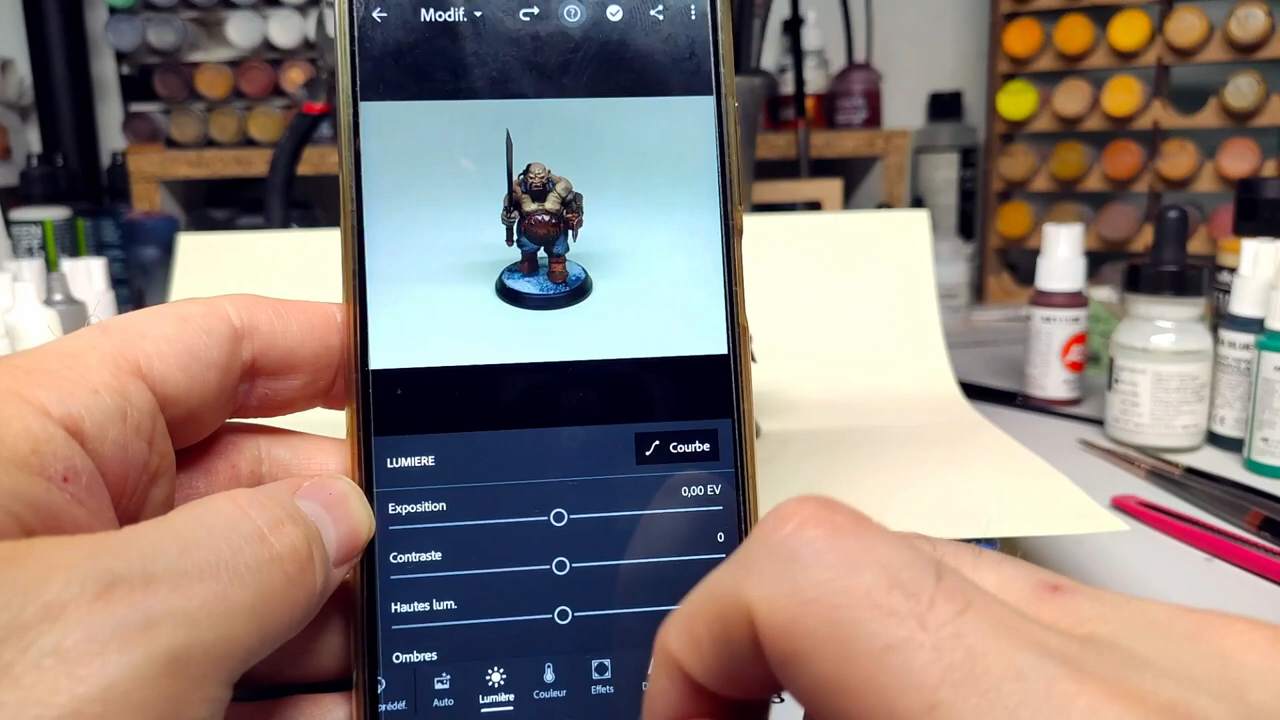 Modif.
LUMIERE
Courbe
Exposition
0,00 EV
Contraste
0
Hautes lum.
Ombres
Auto
Lumière
Couleur
Effets